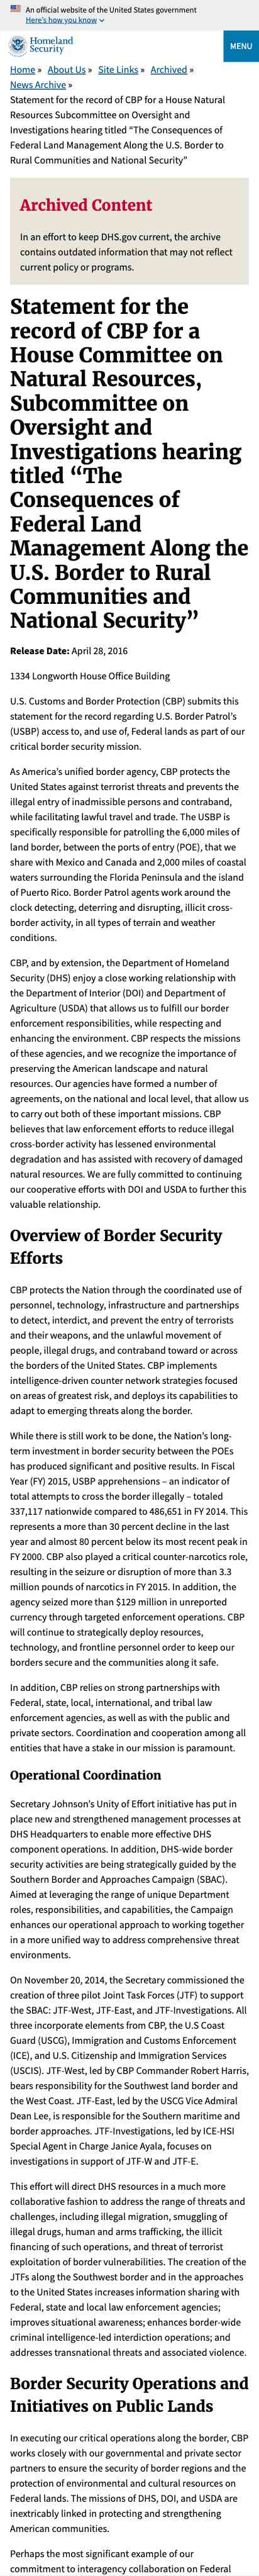 An official website of the United States government
Here's how you know
Homeland
Security
MENU
Home » About Us » Site Links » Archived »
News Archive »
Statement for the record of CBP for a House Natural
Resources Subcommittee on Oversight and
Investigations hearing titled “The Consequences of
Federal Land Management Along the U.S. Border to
Rural Communities and National Security”
Archived Content
In an effort to keep DHS.gov current, the archive
contains outdated information that may not reflect
current policy or programs.
Statement for the
record of CBP for a
House Committee on
Natural Resources,
Subcommittee on
Oversight and
Investigations hearing
titled “The
Consequences of
Federal Land
Management Along the
U.S. Border to Rural
Communities and
National Security”
Release Date: April 28, 2016
1334 Longworth House Office Building
U.S. Customs and Border Protection (CBP) submits this
statement for the record regarding U.S. Border Patrol’s
(USBP) access to, and use of, Federal lands as part of our
critical border security mission.
As America’s unified border agency, CBP protects the
United States against terrorist threats and prevents the
illegal entry of inadmissible persons and contraband,
while facilitating lawful travel and trade. The USBP is
specifically responsible for patrolling the 6,000 miles of
land border, between the ports of entry (POE), that we
share with Mexico and Canada and 2,000 miles of coastal
waters surrounding the Florida Peninsula and the island
of Puerto Rico. Border Patrol agents work around the
clock detecting, deterring and disrupting, illicit cross-
border activity, in all types of terrain and weather
conditions.
CBP, and by extension, the Department of Homeland
Security (DHS) enjoy a close working relationship with
the Department of Interior (DOI) and Department of
Agriculture (USDA) that allows us to fulfill our border
enforcement responsibilities, while respecting and
enhancing the environment. CBP respects the missions
of these agencies, and we recognize the importance of
preserving the American landscape and natural
resources. Our agencies have formed a number of
agreements, on the national and local level, that allow us
to carry out both of these important missions. CBP
believes that law enforcement efforts to reduce illegal
cross-border activity has lessened environmental
degradation and has assisted with recovery of damaged
natural resources. We are fully committed to continuing
our cooperative efforts with DOI and USDA to further this
valuable relationship.
Overview of Border Security
Efforts
CBP protects the Nation through the coordinated use of
personnel, technology, infrastructure and partnerships
to detect, interdict, and prevent the entry of terrorists
and their weapons, and the unlawful movement of
people, illegal drugs, and contraband toward or across
the borders of the United States. CBP implements
intelligence-driven counter network strategies focused
on areas of greatest risk, and deploys its capabilities to
adapt to emerging threats along the border.
While there is still work to be done, the Nation’s long-
term investment in border security between the POEs
has produced significant and positive results. In Fiscal
Year (FY) 2015, USBP apprehensions – an indicator of
total attempts to cross the border illegally – totaled
337,117 nationwide compared to 486,651 in FY 2014. This
represents a more than 30 percent decline in the last
year and almost 80 percent below its most recent peak in
FY 2000. CBP also played a critical counter-narcotics role,
resulting in the seizure or disruption of more than 3.3
million pounds of narcotics in FY 2015. In addition, the
agency seized more than $129 million in unreported
currency through targeted enforcement operations. CBP
will continue to strategically deploy resources,
technology, and frontline personnel order to keep our
borders secure and the communities along it safe.
In addition, CBP relies on strong partnerships with
Federal, state, local, international, and tribal law
enforcement agencies, as well as with the public and
private sectors. Coordination and cooperation among all
entities that have a stake in our mission is paramount.
Operational Coordination
Secretary Johnson’s Unity of Effort initiative has put in
place new and strengthened management processes at
DHS Headquarters to enable more effective DHS
component operations. In addition, DHS-wide border
security activities are being strategically guided by the
Southern Border and Approaches Campaign (SBAC).
Aimed at leveraging the range of unique Department
roles, responsibilities, and capabilities, the Campaign
enhances our operational approach to working together
in a more unified way to address comprehensive threat
environments.
On November 20, 2014, the Secretary commissioned the
creation of three pilot Joint Task Forces (JTF) to support
the SBAC: JTF-West, JTF-East, and JTF-Investigations. All
three incorporate elements from CBP, the U.S Coast
Guard (USCG), Immigration and Customs Enforcement
(ICE), and U.S. Citizenship and Immigration Services
(USCIS). JTF-West, led by CBP Commander Robert Harris,
bears responsibility for the Southwest land border and
the West Coast. JTF-East, led by the USCG Vice Admiral
Dean Lee, is responsible for the Southern maritime and
border approaches. JTF-Investigations, led by ICE-HSI
Special Agent in Charge Janice Ayala, focuses on
investigations in support of JTF-W and JTF-E.
This effort will direct DHS resources in a much more
collaborative fashion to address the range of threats and
challenges, including illegal migration, smuggling of
illegal drugs, human and arms trafficking, the illicit
financing of such operations, and threat of terrorist
exploitation of border vulnerabilities. The creation of the
JTFs along the Southwest border and in the approaches
to the United States increases information sharing with
Federal, state and local law enforcement agencies;
improves situational awareness; enhances border-wide
criminal intelligence-led interdiction operations; and
addresses transnational threats and associated violence.
Border Security Operations and
Initiatives on Public Lands
In executing our critical operations along the border, CBP
works closely with our governmental and private sector
partners to ensure the security of border regions and the
protection of environmental and cultural resources on
Federal lands. The missions of DHS, DOI, and USDA are
inextricably linked in protecting and strengthening
American communities.
Perhaps the most significant example of our
commitment to interagency collaboration on Federal